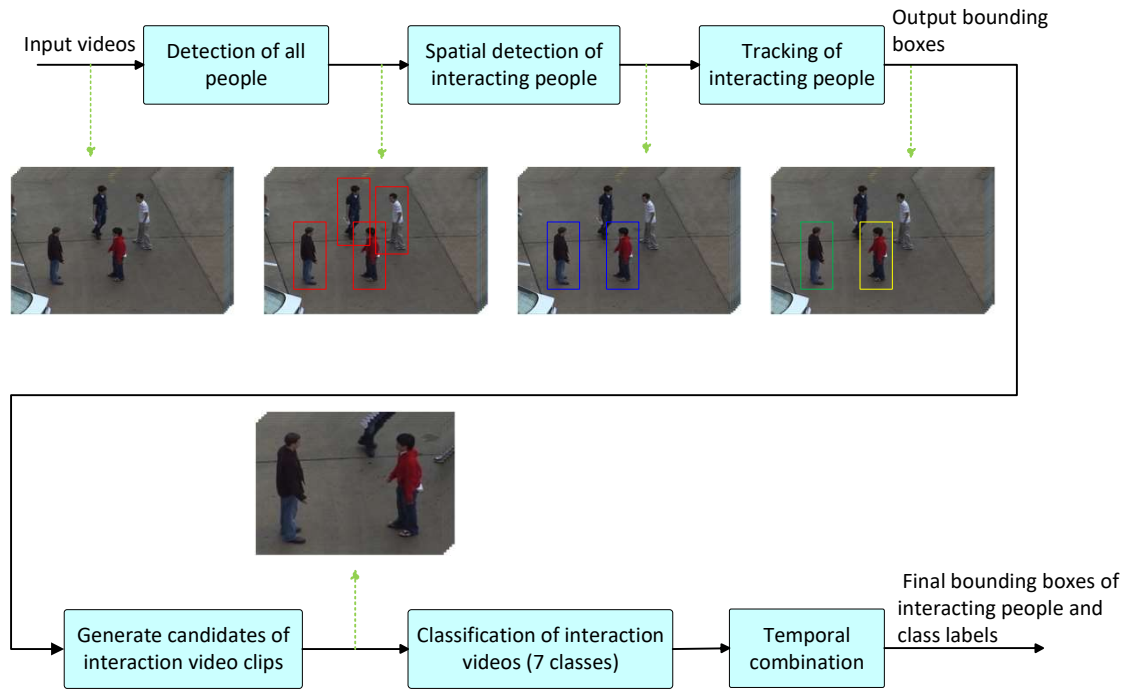 Input videos
Detection of all
people
Spatial detection of
interacting people
Tracking of
interacting people
Output bounding
boxes
Generate candidates of
interaction video clips
Classification of interaction
videos (7 classes)
Temporal
combination
Final bounding boxes of
interacting people and
class labels